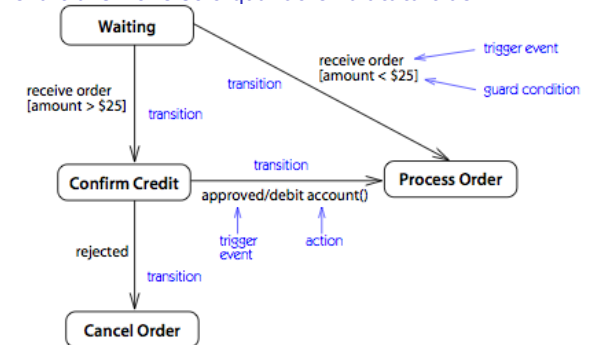 Waiting
trigger event
receive order
[amount < $25]
guard condition
transition
receive order
[amount > $25]
transition
transition
Confirm Credit
Process Order
approved/debit account()
trigger
event
action
rejected
transition
Cancel Order